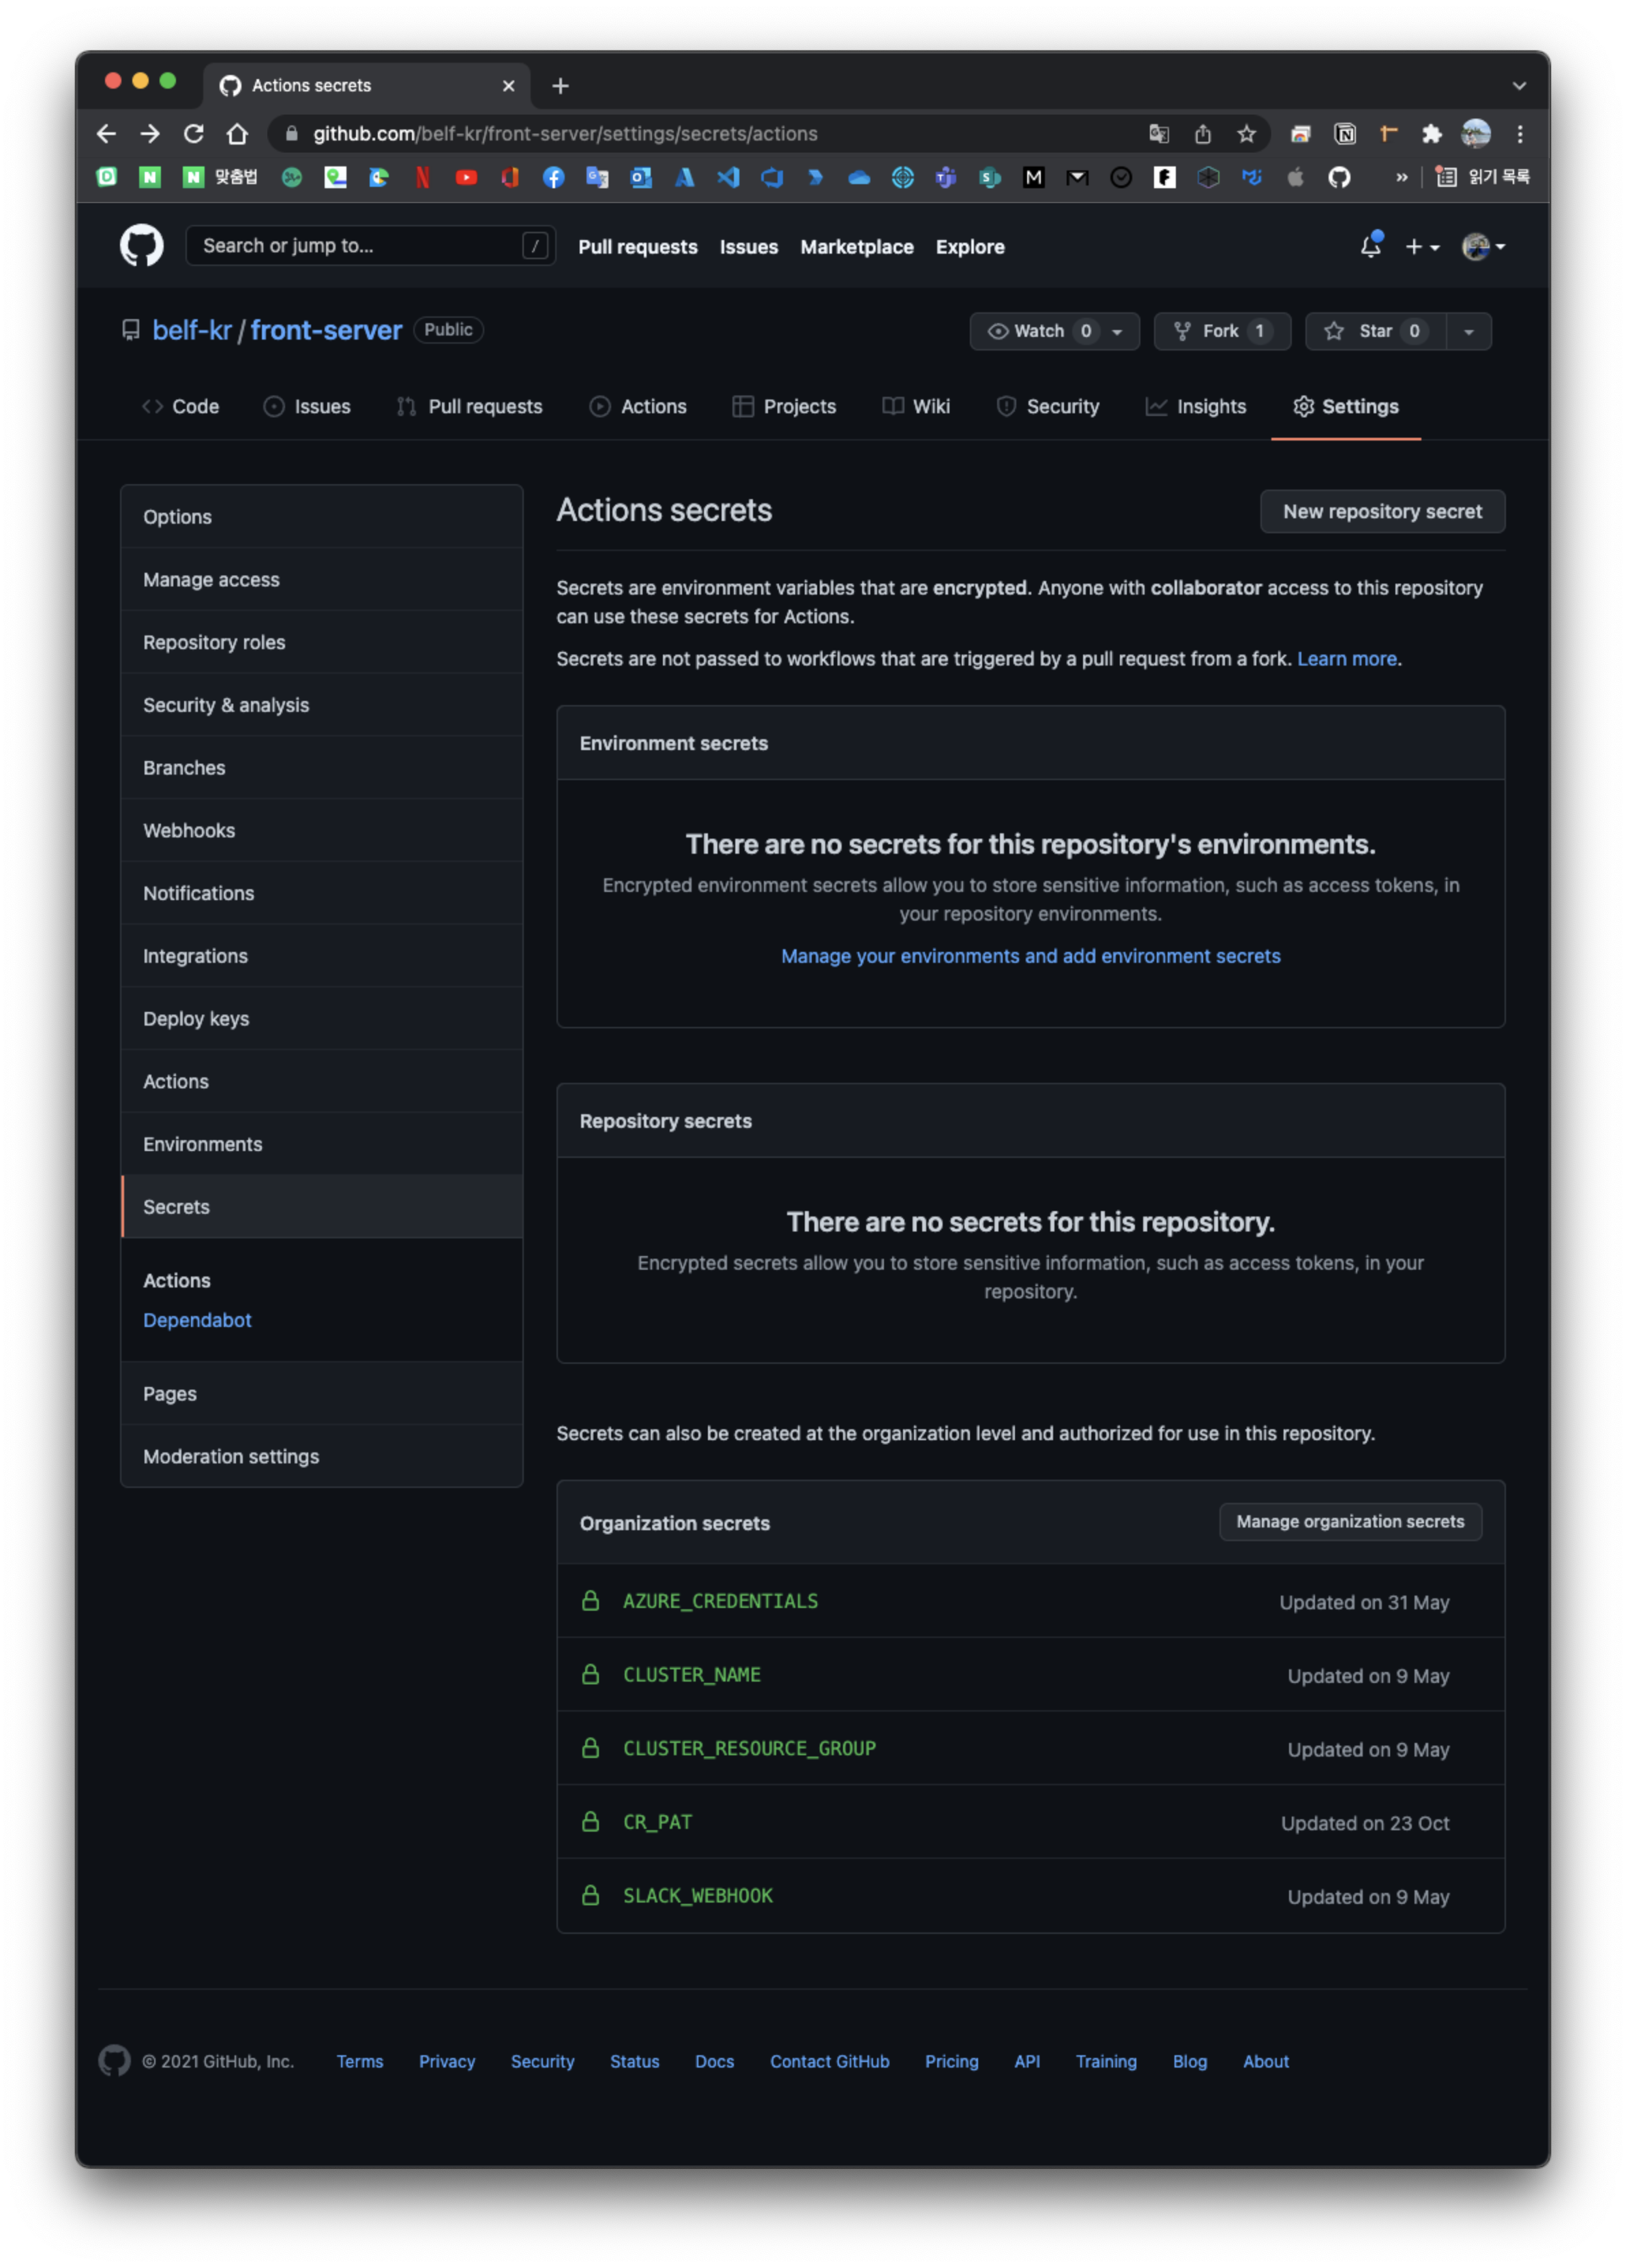 Actions secrets
github.com/belf-kr/front-server/settings/secrets/actions
맞춤법
읽기 목록
Search or jump to...
/
Pull requests
Issues
Marketplace
Explore
belf-kr / front-server Public
Watch 0
Fork 1
Star 0
Code
Issues
Pull requests
Actions
Projects
Wiki
Security
Insights
Settings
Options
Manage access
Repository roles
Security & analysis
Branches
Webhooks
Notifications
Integrations
Deploy keys
Actions
Environments
Secrets
Actions
Dependabot
Pages
Moderation settings
Actions secrets
New repository secret
Secrets are environment variables that are encrypted. Anyone with collaborator access to this repository
can use these secrets for Actions.
Secrets are not passed to workflows that are triggered by a pull request from a fork. Learn more.
Environment secrets
There are no secrets for this repository's environments.
Encrypted environment secrets allow you to store sensitive information, such as access tokens, in
your repository environments.
Manage your environments and add environment secrets
Repository secrets
There are no secrets for this repository.
Encrypted secrets allow you to store sensitive information, such as access tokens, in your
repository.
Secrets can also be created at the organization level and authorized for use in this repository.
Organization secrets
Manage organization secrets
AZURE_CREDENTIALS
Updated on 31 May
CLUSTER_NAME
Updated on 9 May
CLUSTER_RESOURCE_GROUP
Updated on 9 May
CR_PAT
Updated on 23 Oct
SLACK_WEBHOOK
Updated on 9 May
© 2021 GitHub, Inc.
Terms
Privacy
Security
Status
Docs
Contact GitHub
Pricing
API
Training
Blog
About